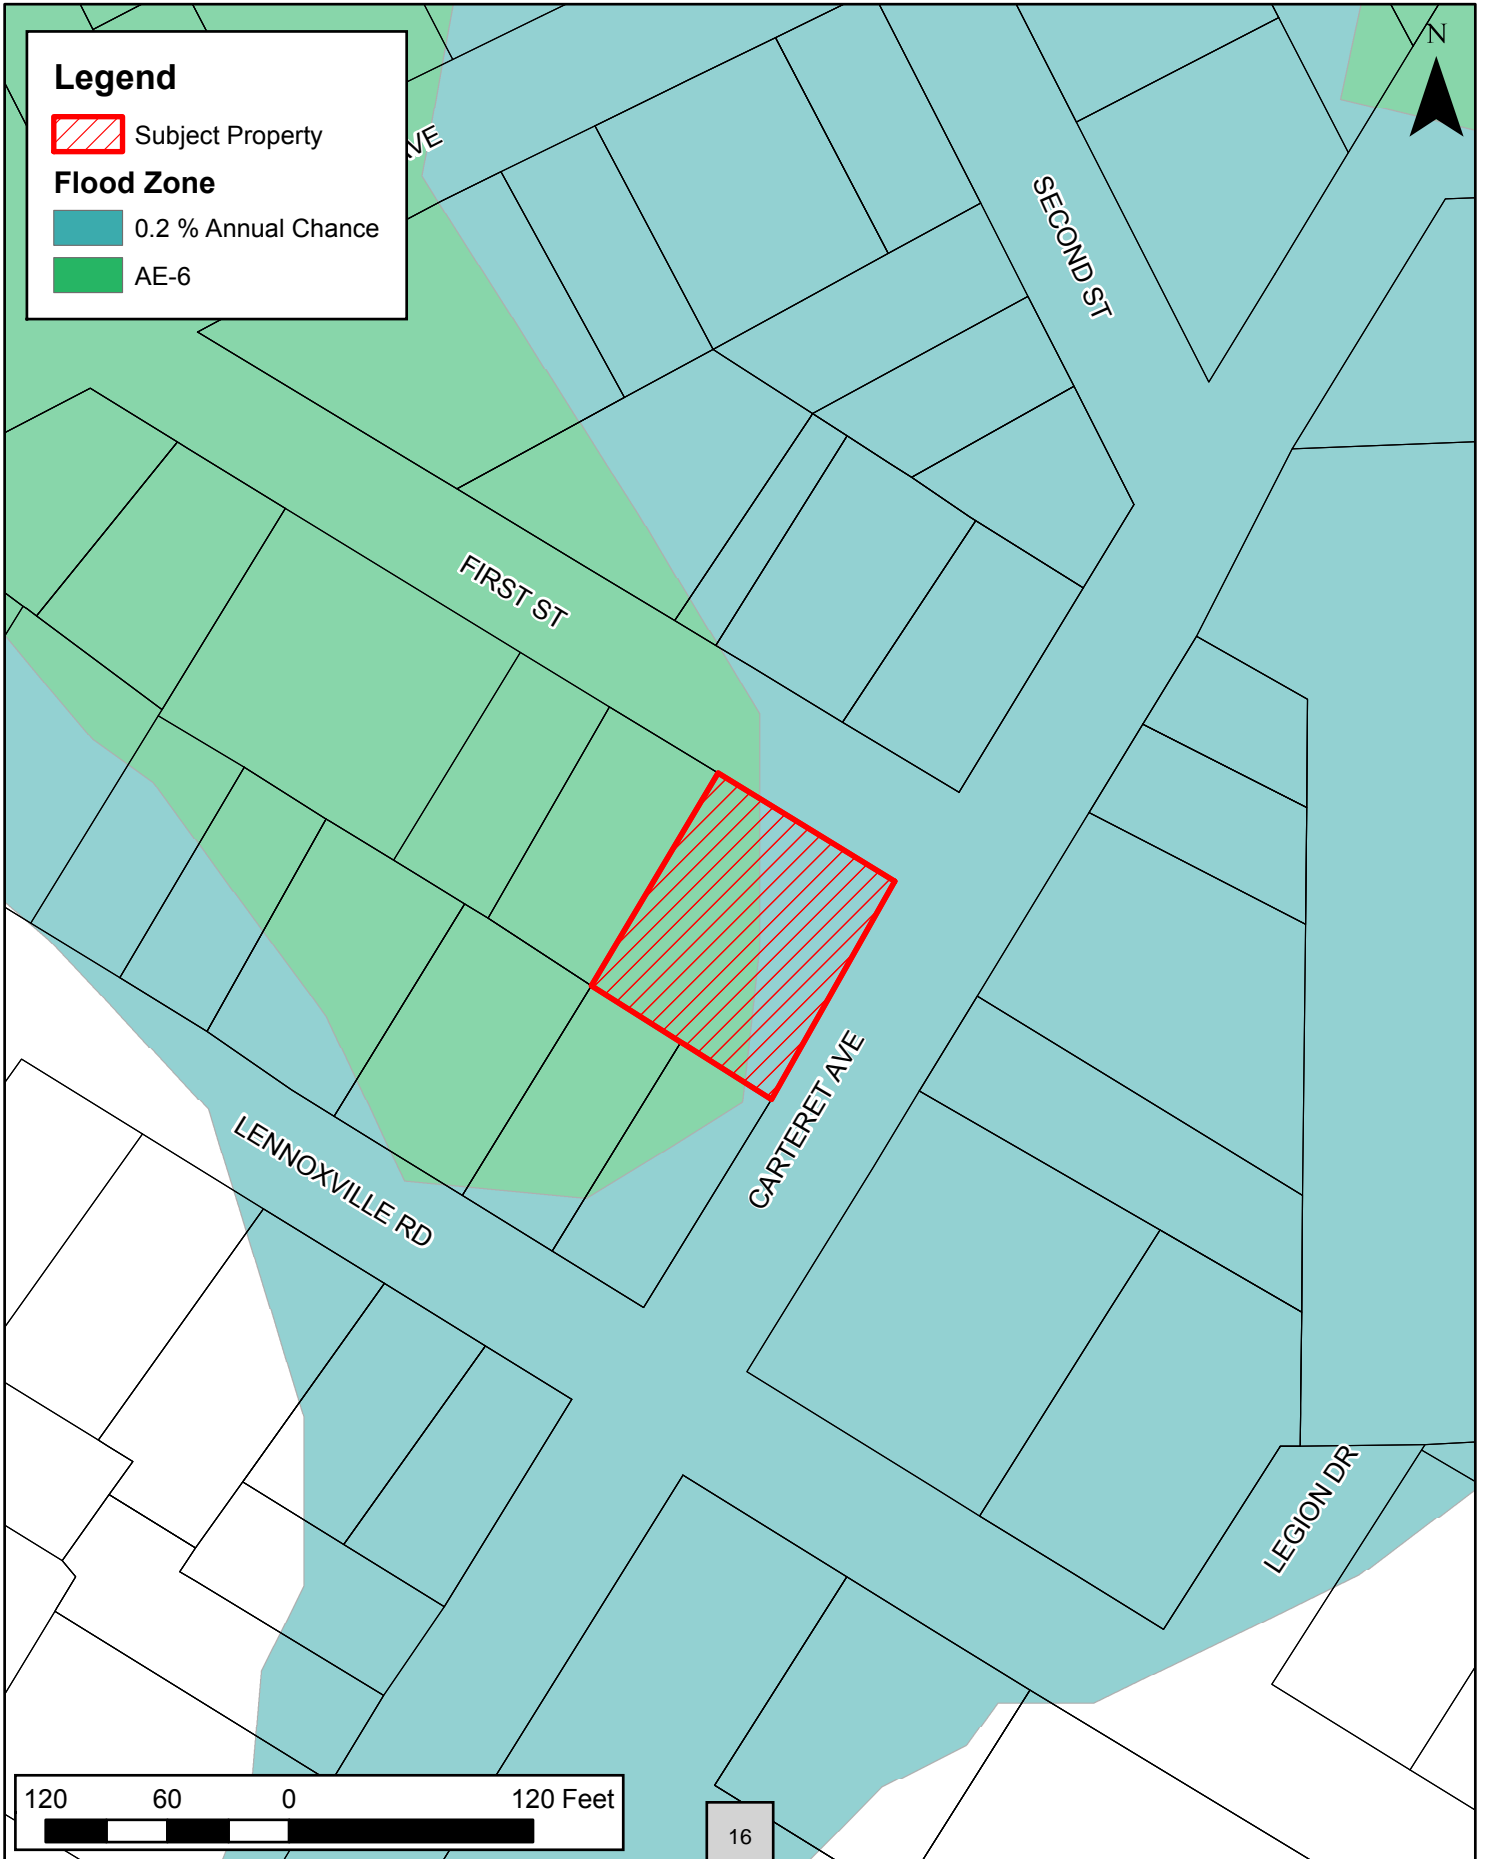 Legend
Subject Property
Flood Zone
0.2 % Annual Chance
AE-6
N
SECOND ST
FIRST ST
CARTERET AVE
LENNOXVILLE RD
LEGION DR
120 60 0 120 Feet
16